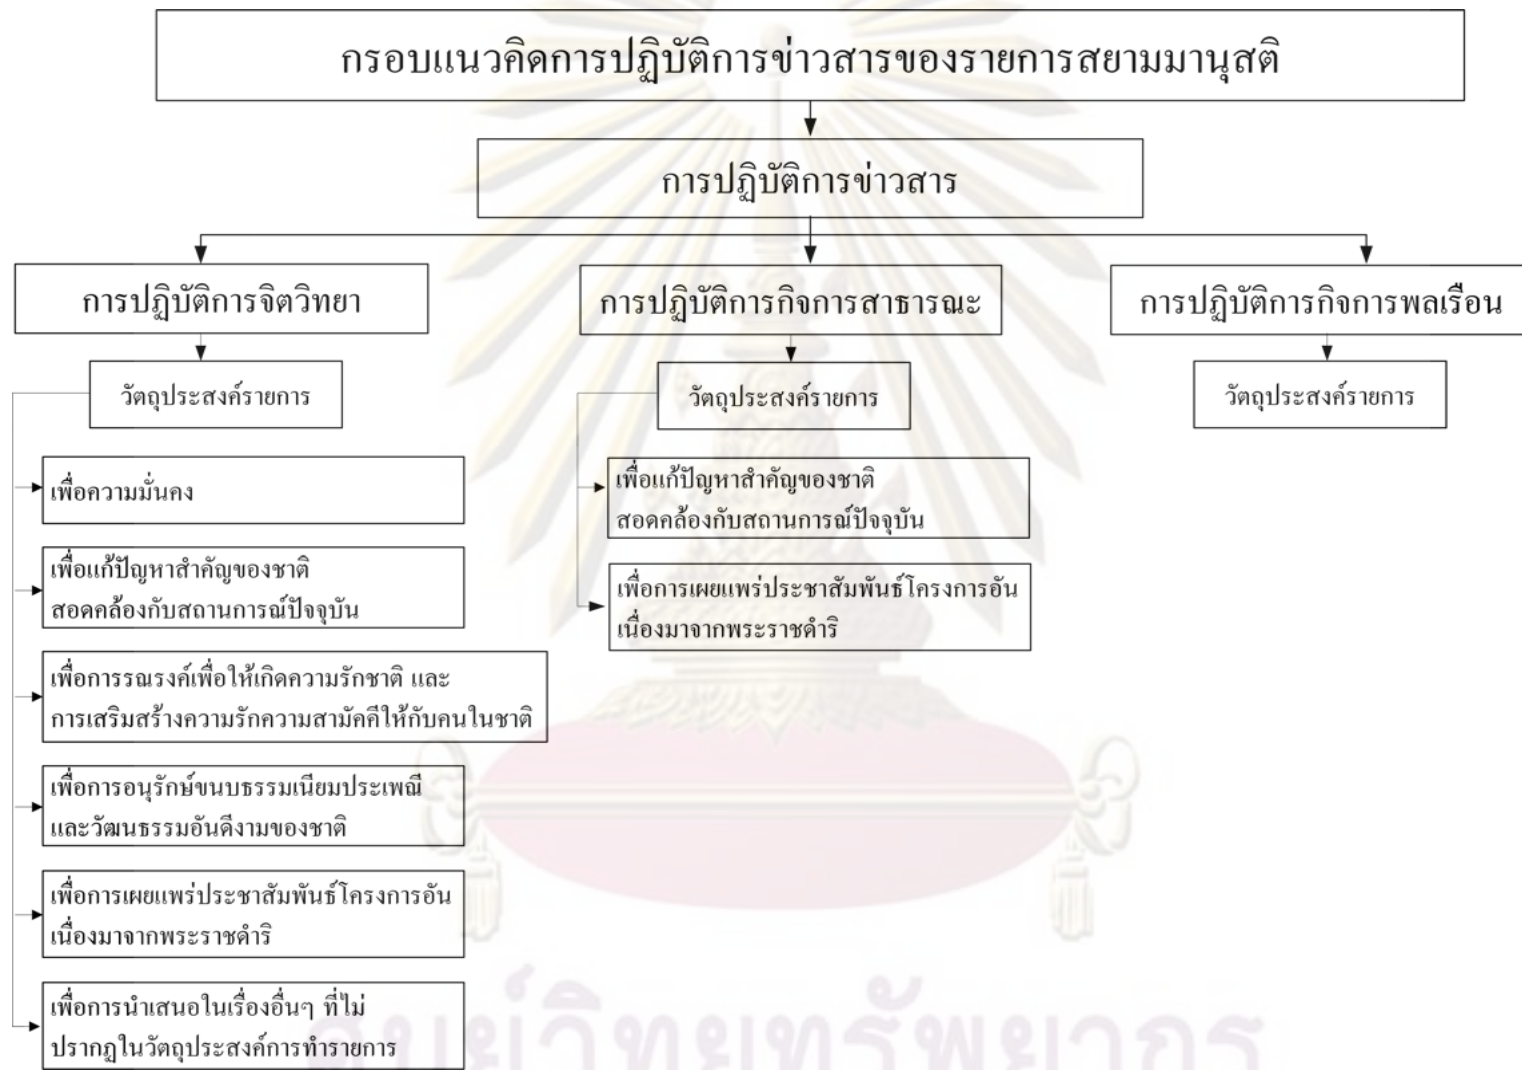 กรอบแนวคิดการปฏิบัติการข่าวสารของรายการสยามมานุสติ
การปฏิบัติการข่าวสาร
การปฏิบัติการจิตวิทยา
การปฏิบัติการกิจการสาธารณะ
การปฏิบัติการกิจการพลเรือน
วัตถุประสงค์รายการ
วัตถุประสงค์รายการ
วัตถุประสงค์รายการ
เพื่อความมั่นคง
เพื่อแก้ปัญหาสำคัญของชาติ
สอดคล้องกับสถานการณ์ปัจจุบัน
เพื่อการรณรงค์เพื่อให้เกิดความรักชาติ และ
การเสริมสร้างความรักความสามัคคีให้กับคนในชาติ
เพื่อการอนุรักษ์ขนบธรรมเนียมประเพณี
และวัฒนธรรมอันดีงามของชาติ
เพื่อการเผยแพร่ประชาสัมพันธ์โครงการอัน
เนื่องมาจากพระราชดำริ
เพื่อการนำเสนอในเรื่องอื่นๆ ที่ไม่
ปรากฏในวัตถุประสงค์การทำรายการ
เพื่อแก้ปัญหาสำคัญของชาติ
สอดคล้องกับสถานการณ์ปัจจุบัน
เพื่อการเผยแพร่ประชาสัมพันธ์โครงการอัน
เนื่องมาจากพระราชดำริ
ศูนย์วิทยทรัพยากร